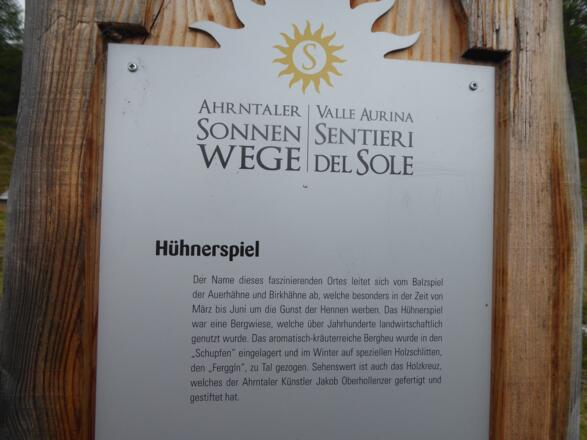 S
AHRNTALER
SONNEN
WEGE
VALLE AURINA
SENTIERI
DEL SOLE
Hühnerspiel
Der Name dieses faszinierenden Ortes leitet sich vom Balzspiel
der Auerhähne und Birkhähne ab, welche besonders in der Zeit von
März bis Juni um die Gunst der Hennen werben. Das Hühnerspiel
war eine Bergwiese, welche über Jahrhunderte landwirtschaftlich
genutzt wurde. Das aromatisch-kräuterreiche Bergheu wurde in den
„Schupfen“ eingelagert und im Winter auf speziellen Holzschlitten,
den „Ferggln“, zu Tal gezogen. Sehenswert ist auch das Holzkreuz,
welches der Ahrntaler Künstler Jakob Oberhollenzer gefertigt und
gestiftet hat.